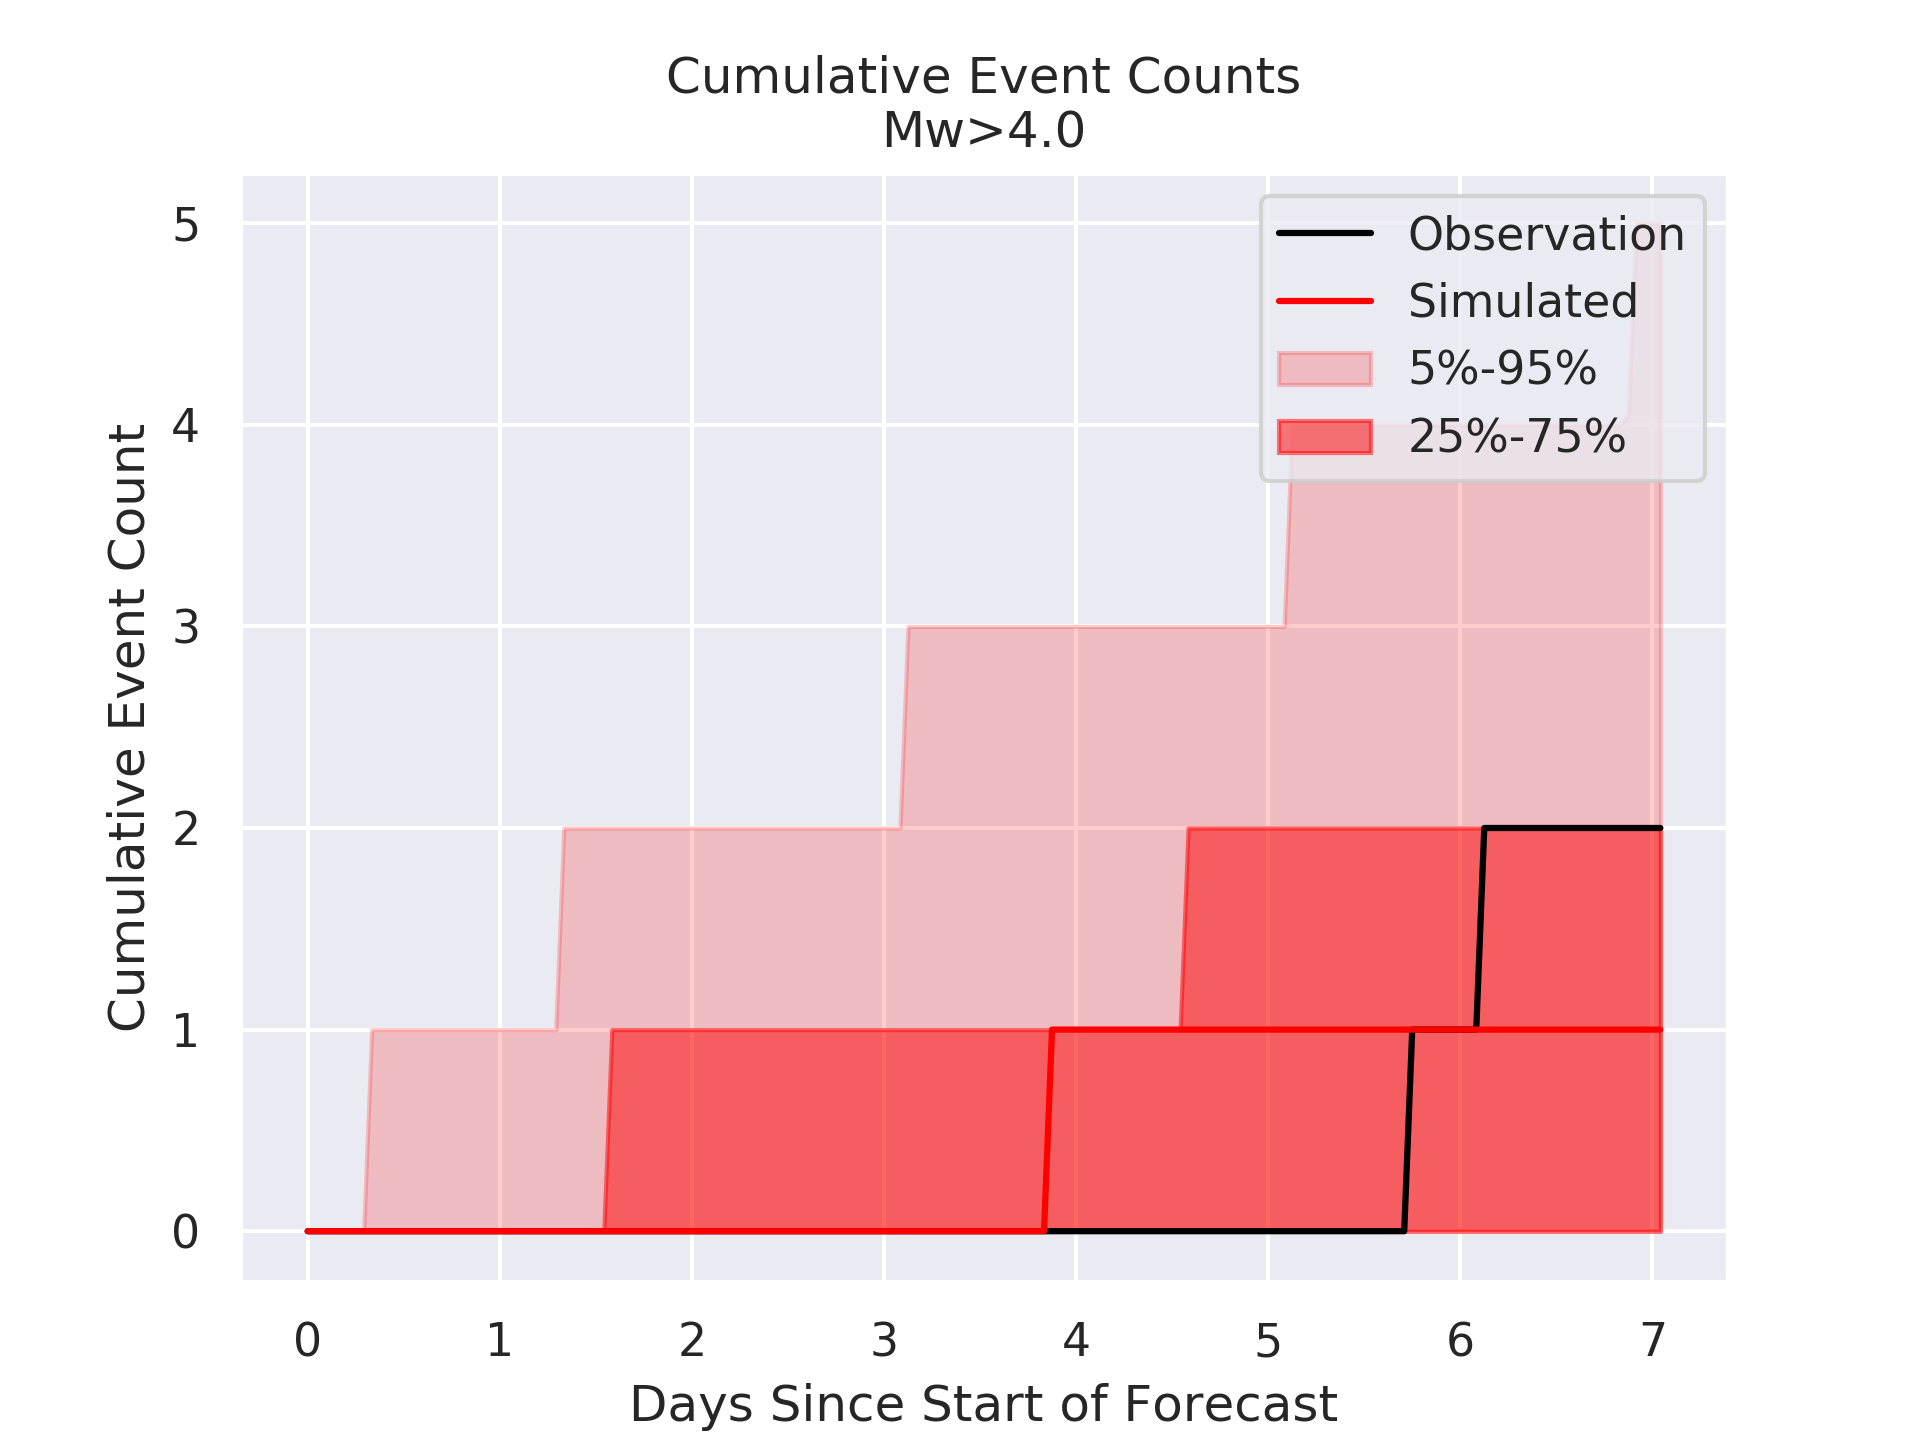 Cumulative Event Counts
Mw>4.0
Cumulative Event Count
5
4
3
2
1
0
Observation
Simulated
5%-95%
25%-75%
0 1 2 3 4 5 6 7
Days Since Start of Forecast